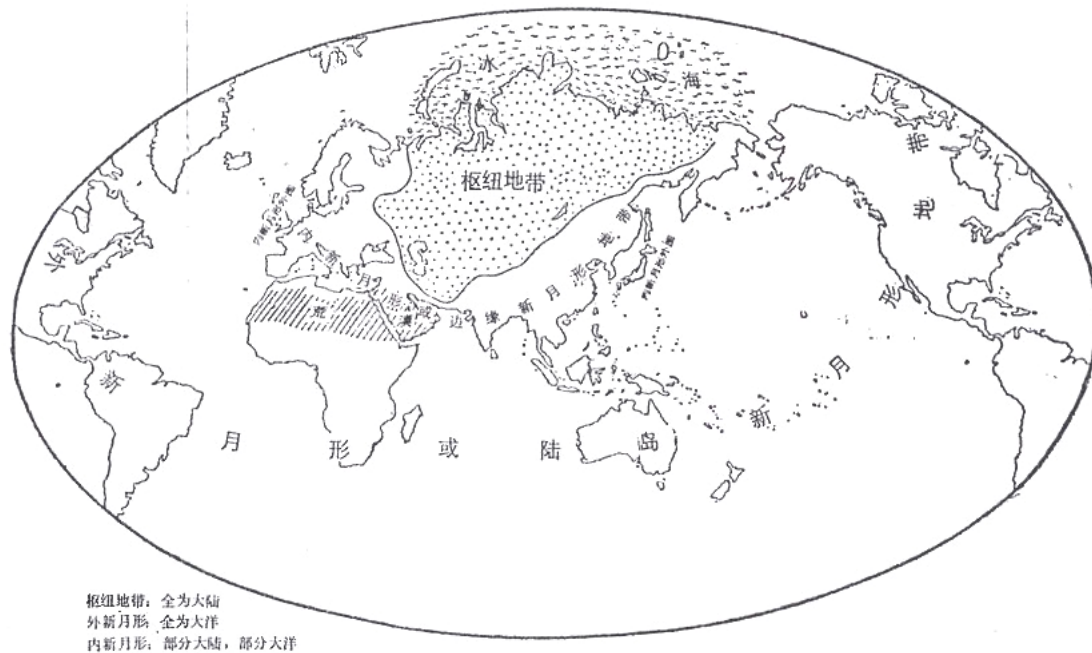 冰 海
枢纽地带
内新月形或边缘新月形地带
荒 漠
外新月形或陆岛
新月形地带
枢纽地带：全为大陆
外新月形：全为大洋
内新月形：部分大陆，部分大洋